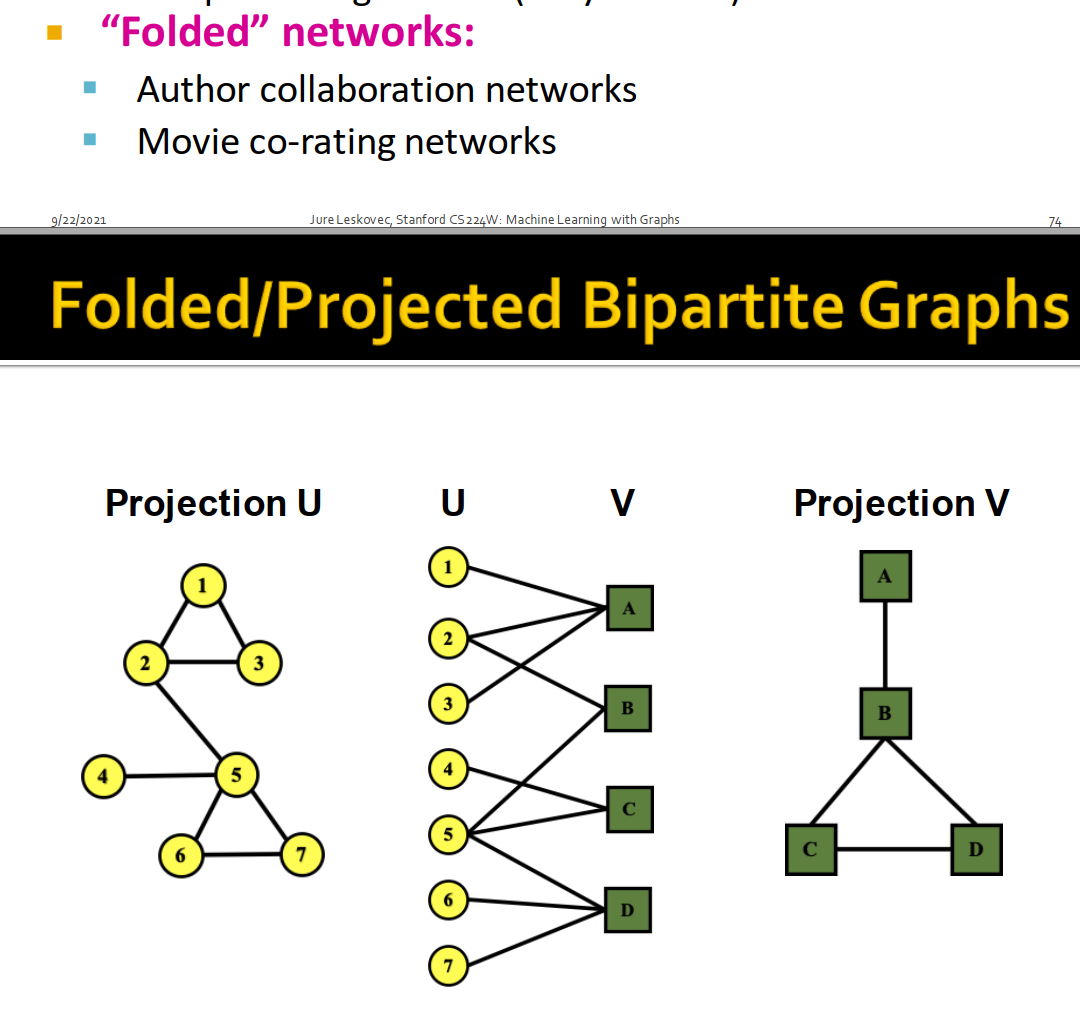 “Folded” networks:
Author collaboration networks
Movie co-rating networks
9/22/2021 Jure Leskovec, Stanford CS224W: Machine Learning with Graphs 74
Folded/Projected Bipartite Graphs
Projection U U V Projection V
1
2 3
4 5
6 7
1
2
3
4
5
6
7
A
B
C
D
A
B
C D